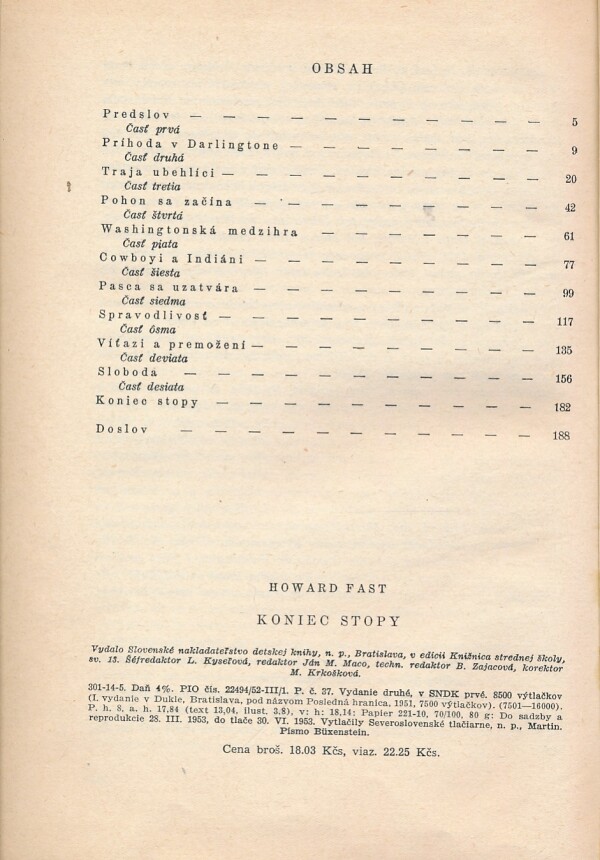 OBSAH
Predslov — — — — — — — — — — — 5
Časť prvá
Príhoda v Darlingtone — — — — — — — 9
Časť druhá
Traja ubehlíci — — — — — — — — — 20
Časť tretia
Pohon sa začína — — — — — — — — — 42
Časť štvrtá
Washingtonská medzihra — — — — — — — 61
Časť piata
Cowboyi a Indiáni — — — — — — — — 77
Časť šiesta
Pasca sa uzatvára — — — — — — — — 99
Časť siedma
Spravodlivosť — — — — — — — — — 117
Časť ósma
Víťazi a premožení — — — — — — — — 135
Časť deviata
Sloboda — — — — — — — — — — 156
Časť desiata
Koniec stopy — — — — — — — — — 182
Doslov — — — — — — — — — — 188
HOWARD FAST
KONIEC STOPY
Vydalo Slovenské nakladateľstvo detskej knihy, n. p., Bratislava, v edicii Knižnica strednej školy,
sv. 13. Šéfredaktor L. Kyseľová, redaktor Ján M. Maco, techn. redaktor B. Zajacová, korektor
M. Krkošková.
301-14-5. Daň 4%. PIO čís. 22494/52-III/1. P. č. 37. Vydanie druhé, v SNDK prvé. 8500 výtlačkov
(I. vydanie v Dukle, Bratislava, pod názvom Posledná hranica, 1951, 7500 výtlačkov). (7501—16000).
P. h. 8, a. h. 17,84 (text 13,04, ilust. 3,8), v: h: 18,14; Papier 221-10, 70/100, 80 g: Do sadzby a
reprodukcie 28. III. 1953, do tlače 30. VI. 1953. Vytlačily Severoslovenské tlačiarne, n. p., Martin.
Písmo Büxenstein.
Cena broš. 18.03 Kčs, viaz. 22.25 Kčs.